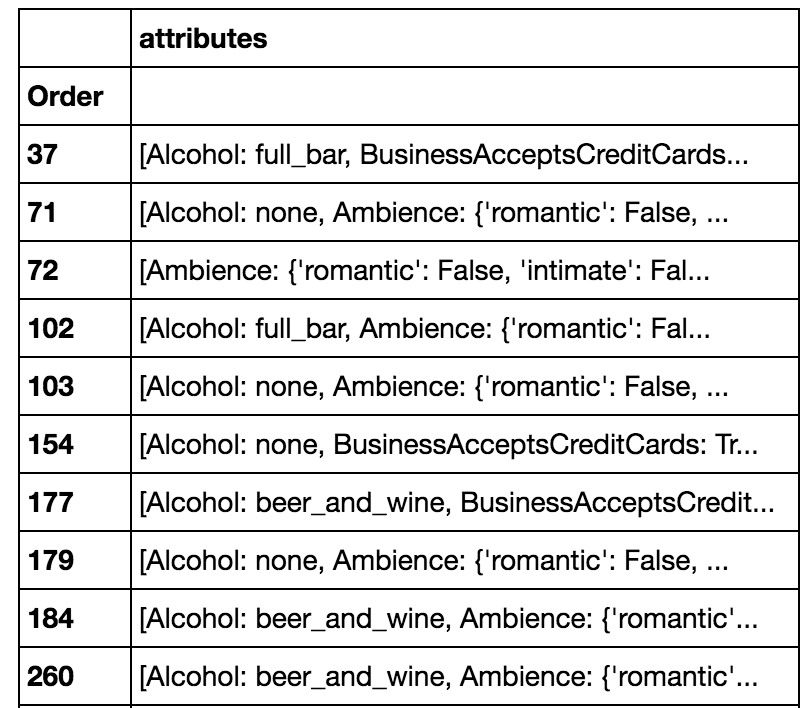 attributes
Order
37 [Alcohol: full_bar, BusinessAcceptsCreditCards...
71 [Alcohol: none, Ambience: {'romantic': False, ...
72 [Ambience: {'romantic': False, 'intimate': Fal...
102 [Alcohol: full_bar, Ambience: {'romantic': Fal...
103 [Alcohol: none, Ambience: {'romantic': False, ...
154 [Alcohol: none, BusinessAcceptsCreditCards: Tr...
177 [Alcohol: beer_and_wine, BusinessAcceptsCredit...
179 [Alcohol: none, Ambience: {'romantic': False, ...
184 [Alcohol: beer_and_wine, Ambience: {'romantic'...
260 [Alcohol: beer_and_wine, Ambience: {'romantic'...